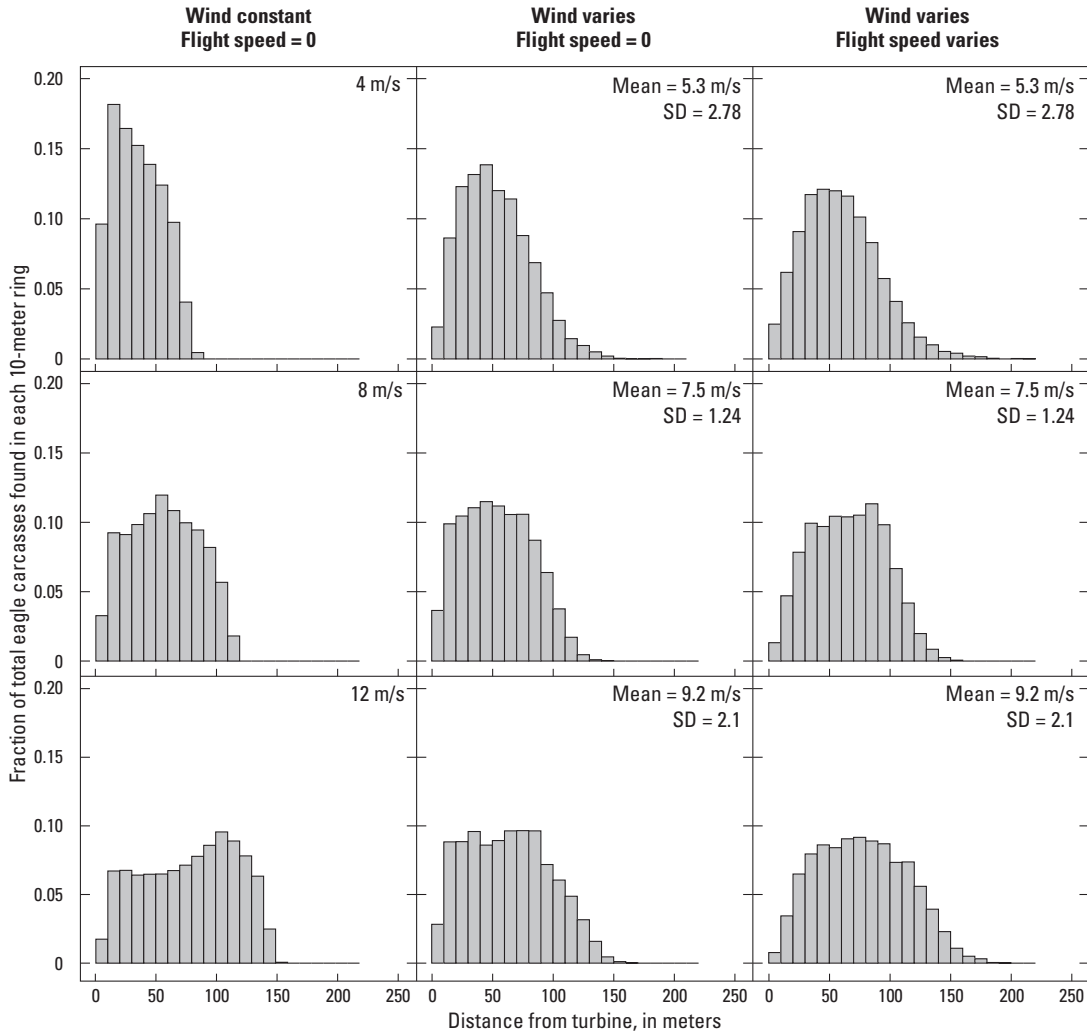 Wind constant
Flight speed = 0
Wind varies
Flight speed = 0
Wind varies
Flight speed varies
Fraction of total eagle carcasses found in each 10-meter ring
0.20
0.15
0.10
0.05
0
4 m/s
Mean = 5.3 m/s
SD = 2.78
Mean = 5.3 m/s
SD = 2.78
0.20
0.15
0.10
0.05
0
8 m/s
Mean = 7.5 m/s
SD = 1.24
Mean = 7.5 m/s
SD = 1.24
0.20
0.15
0.10
0.05
0
12 m/s
Mean = 9.2 m/s
SD = 2.1
Mean = 9.2 m/s
SD = 2.1
0 50 100 150 200 250
0 50 100 150 200 250
0 50 100 150 200 250
Distance from turbine, in meters